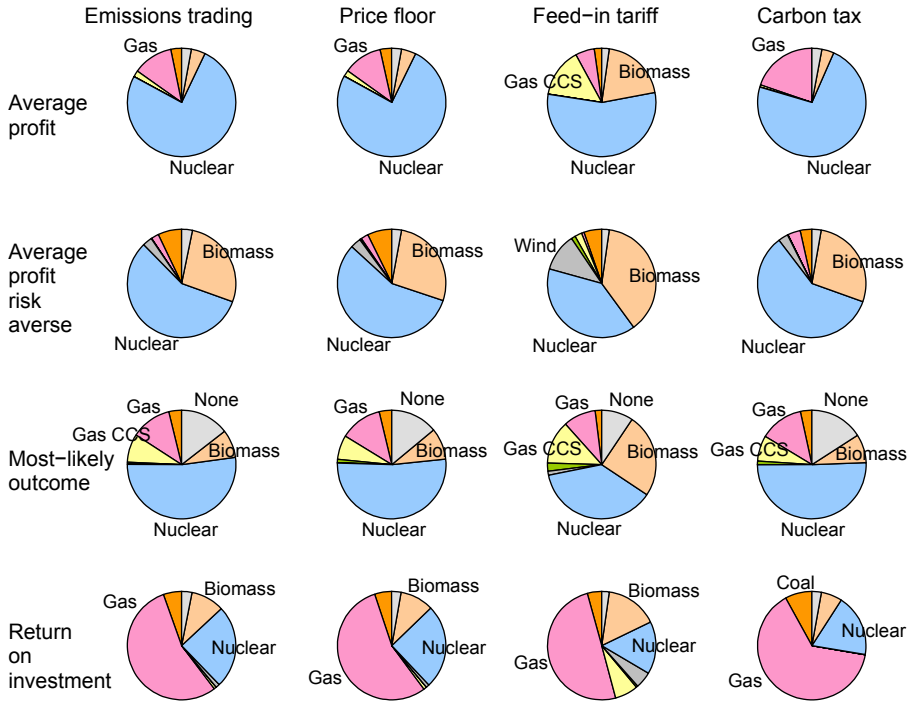 Emissions trading
Price floor
Feed−in tariff
Carbon tax
Average
profit
Gas
Nuclear
Gas
Nuclear
Gas CCS
Biomass
Nuclear
Gas
Nuclear
Average
profit
risk
averse
Biomass
Nuclear
Biomass
Nuclear
Wind
Biomass
Nuclear
Biomass
Nuclear
Most−likely
outcome
None
Gas
Gas CCS
Biomass
Nuclear
None
Gas
Biomass
Nuclear
None
Gas
Gas CCS
Biomass
Nuclear
None
Gas
Gas CCS
Biomass
Nuclear
Return
on
investment
Gas
Biomass
Nuclear
Biomass
Nuclear
Gas
Biomass
Nuclear
Gas
Coal
Nuclear
Gas